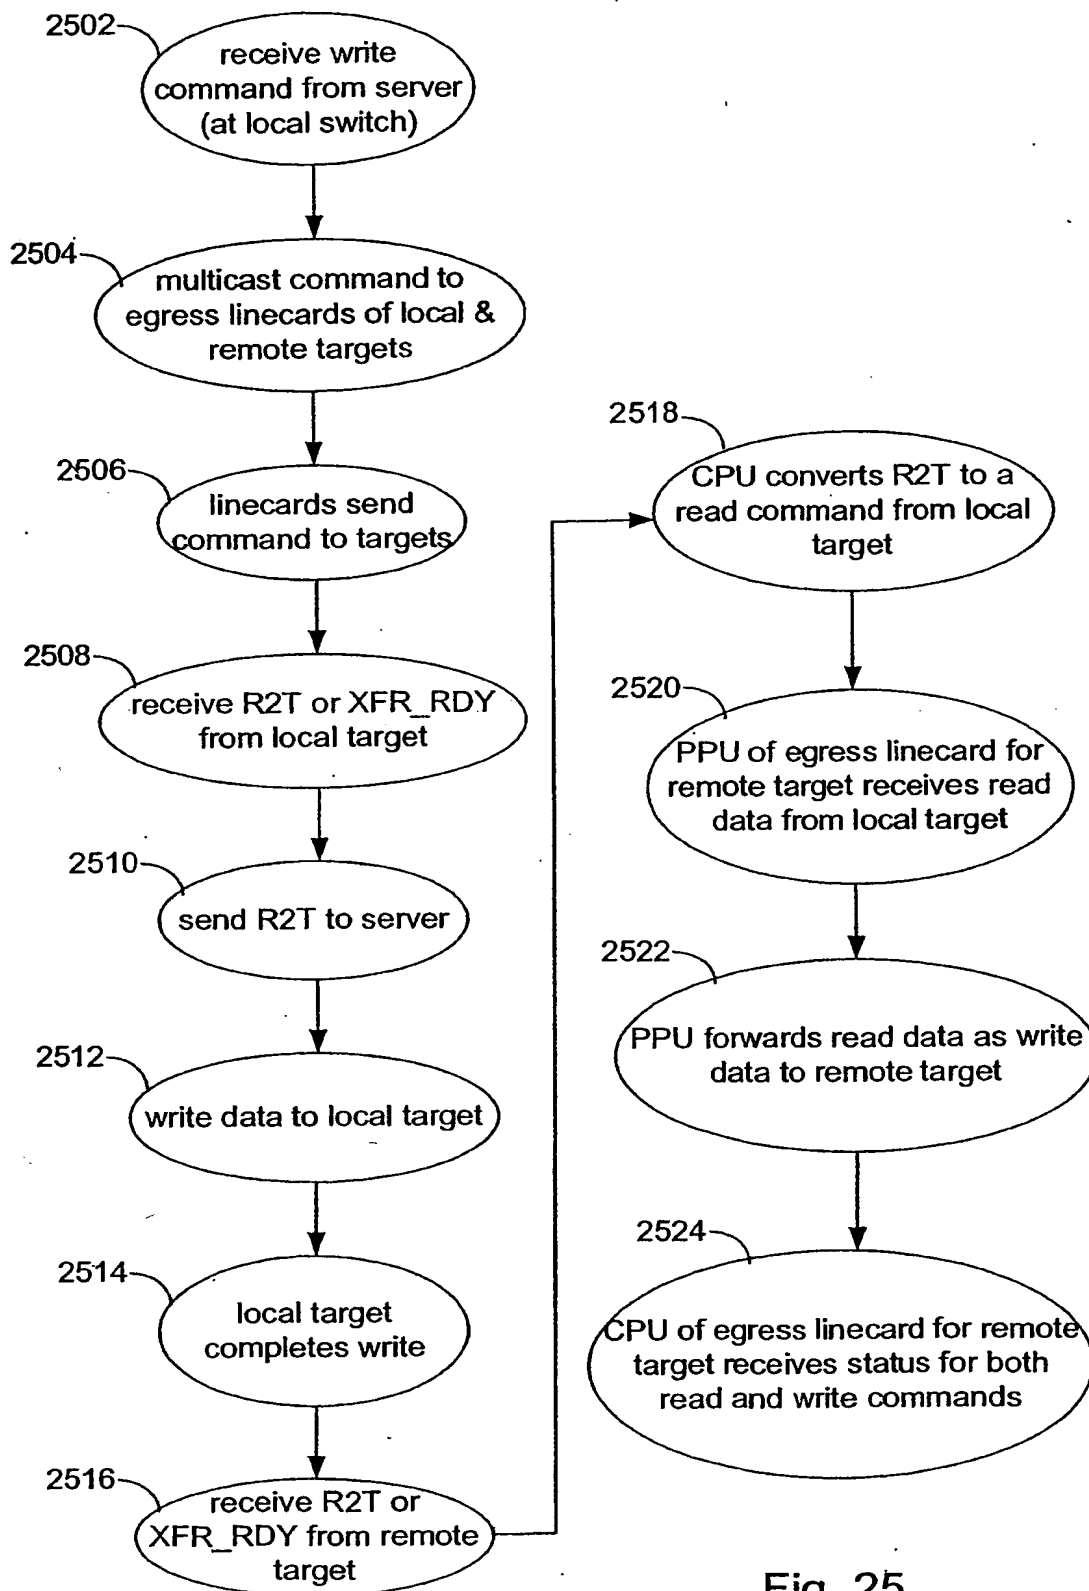 2502
receive write
command from server
(at local switch)
2504
multicast command to
egress linecards of local &
remote targets
2506
linecards send
command to targets
2508
receive R2T or XFR_RDY
from local target
2510
send R2T to server
2512
write data to local target
2514
local target
completes write
2516
receive R2T or
XFR_RDY from remote
target
2518
CPU converts R2T to a
read command from local
target
2520
PPU of egress linecard for
remote target receives read
data from local target
2522
PPU forwards read data as write
data to remote target
2524
CPU of egress linecard for remote
target receives status for both
read and write commands
Fig. 25